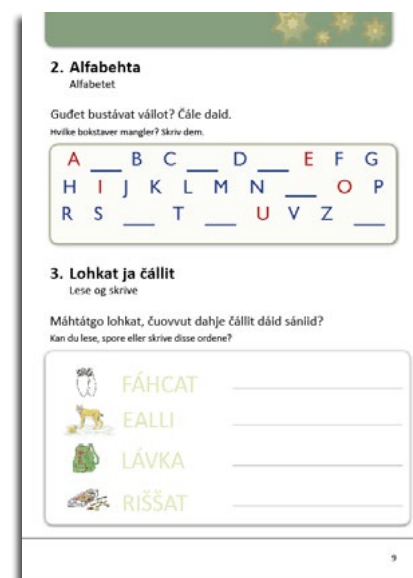 2. Alfabehta
Alfabetet
Guđet bustávat váilot? Čále daid.
Hvilke bokstaver mangler? Skriv dem.
A __ B C __ D __ E F G
H I J K L M N __ O P
R S __ T __ U V Z __
3. Lohkat ja čállit
Lese og skrive
Máhtátgo lohkat, čuovvut dahje čállit dáid sániid?
Kan du lese, spore eller skrive disse ordene?
FÁHCAT
EALLI
LÁVKA
RIŠŠAT
9